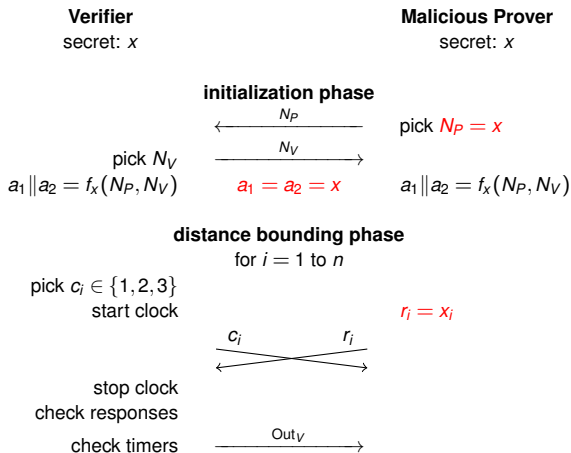 Verifier Malicious Prover
secret: x secret: x
initialization phase
N_P
pick N_P = x
pick N_V N_V
a_1‖a_2 = f_x(N_P, N_V) a_1 = a_2 = x a_1‖a_2 = f_x(N_P, N_V)
distance bounding phase
for i = 1 to n
pick c_i ∈ {1,2,3}
start clock r_i = x_i
c_i r_i
stop clock
check responses
check timers Out_V